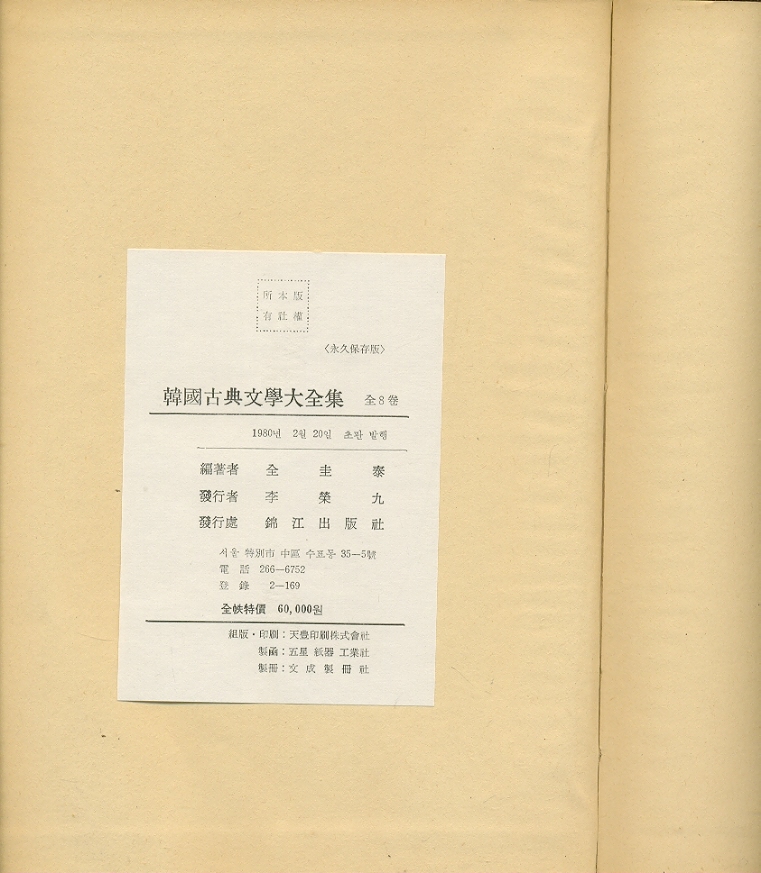 所本版
有社權
〈永久保存版〉
韓國古典文學大全集 全8卷
1980년 2월 20일 초판 발행
編著者 全圭泰
發行者 李榮九
發行處 錦江出版社
서울 特別市 中區 수표동 35—5號
電話 266—6752
登錄 2—169
全帙特價 60,000원
組版·印刷：天豊印刷株式會社
製函：五星 紙器 工業社
製冊：文成製冊社